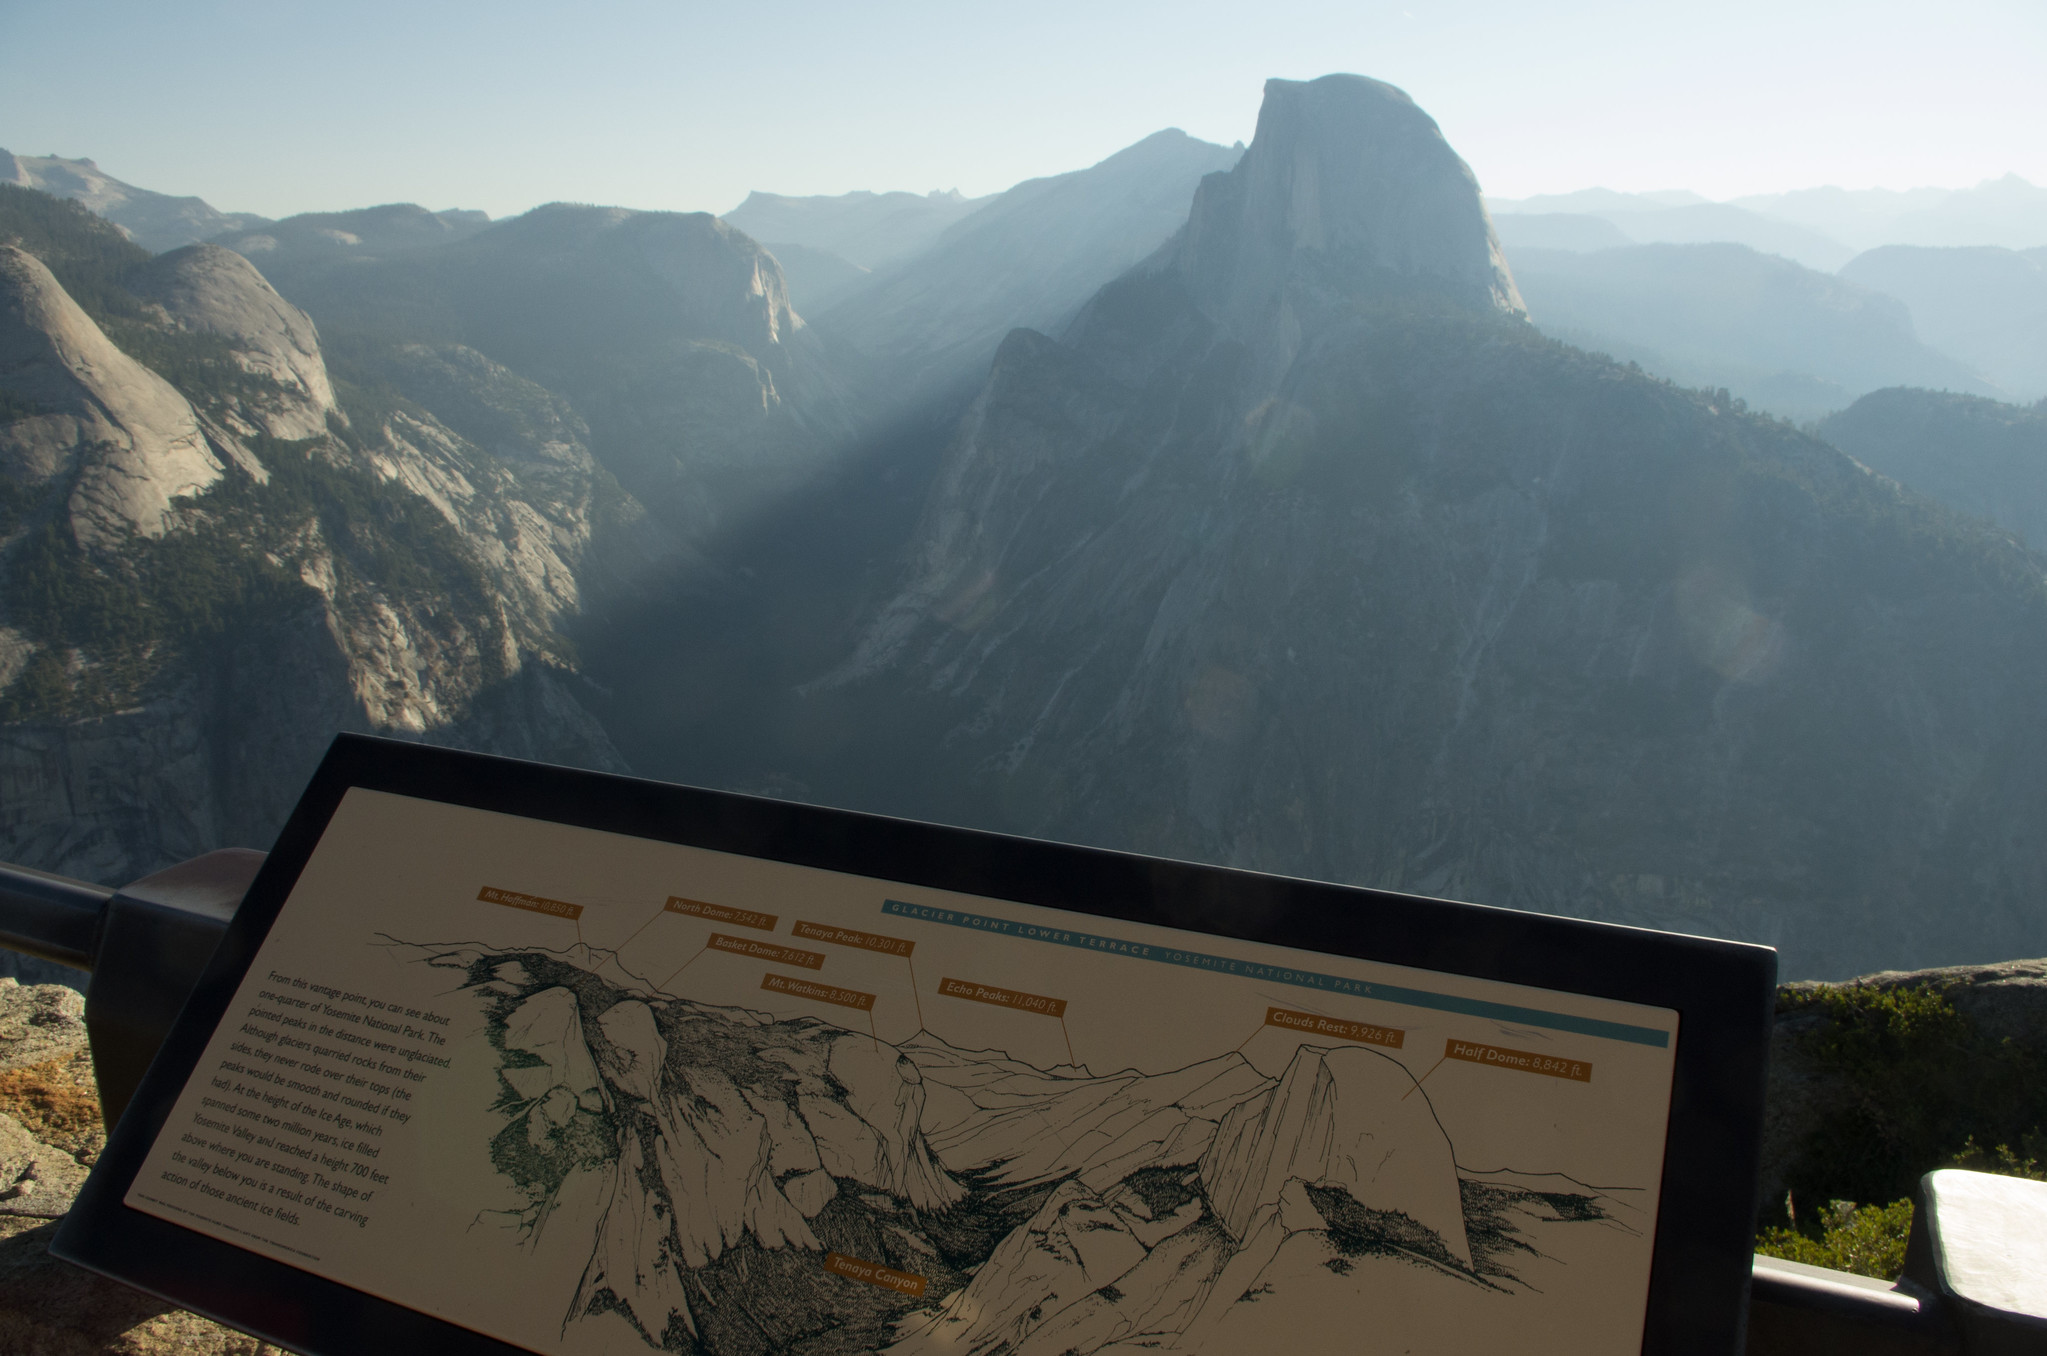 GLACIER POINT LOWER TERRACE YOSEMITE NATIONAL PARK
Mt. Hoffman: 10,850 ft.
North Dome: 7,542 ft.
Basket Dome: 7,612 ft.
Tenaya Peak: 10,301 ft.
Mt. Watkins: 8,500 ft.
Echo Peaks: 11,040 ft.
Clouds Rest: 9,926 ft.
Half Dome: 8,842 ft.
Tenaya Canyon
From this vantage point, you can see about
one-quarter of Yosemite National Park. The
pointed peaks in the distance were unglaciated.
Although glaciers quarried rocks from their
sides, they never rode over their tops (the
peaks would be smooth and rounded if they
had). At the height of the Ice Age, which
spanned some two million years, ice filled
Yosemite Valley and reached a height 700 feet
above where you are standing. The shape of
the valley below you is a result of the carving
action of those ancient ice fields.